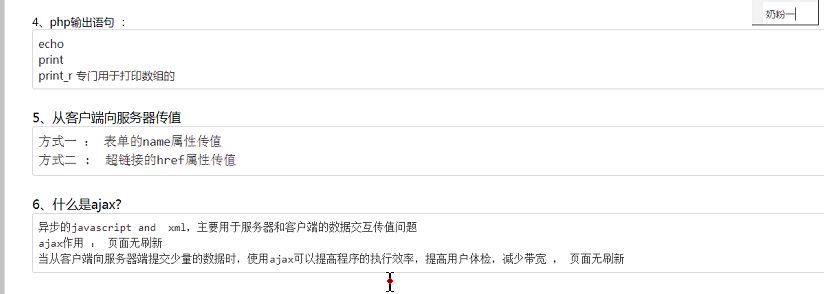 奶粉一
4、php输出语句 ：
echo
print
print_r 专门用于打印数组的
5、从客户端向服务器传值
方式一 ： 表单的name属性传值
方式二 ： 超链接的href属性传值
6、什么是ajax?
异步的javascript and xml，主要用于服务器和客户端的数据交互传值问题
ajax作用 ： 页面无刷新
当从客户端向服务器端提交少量的数据时，使用ajax可以提高程序的执行效率，提高用户体检，减少带宽 ， 页面无刷新